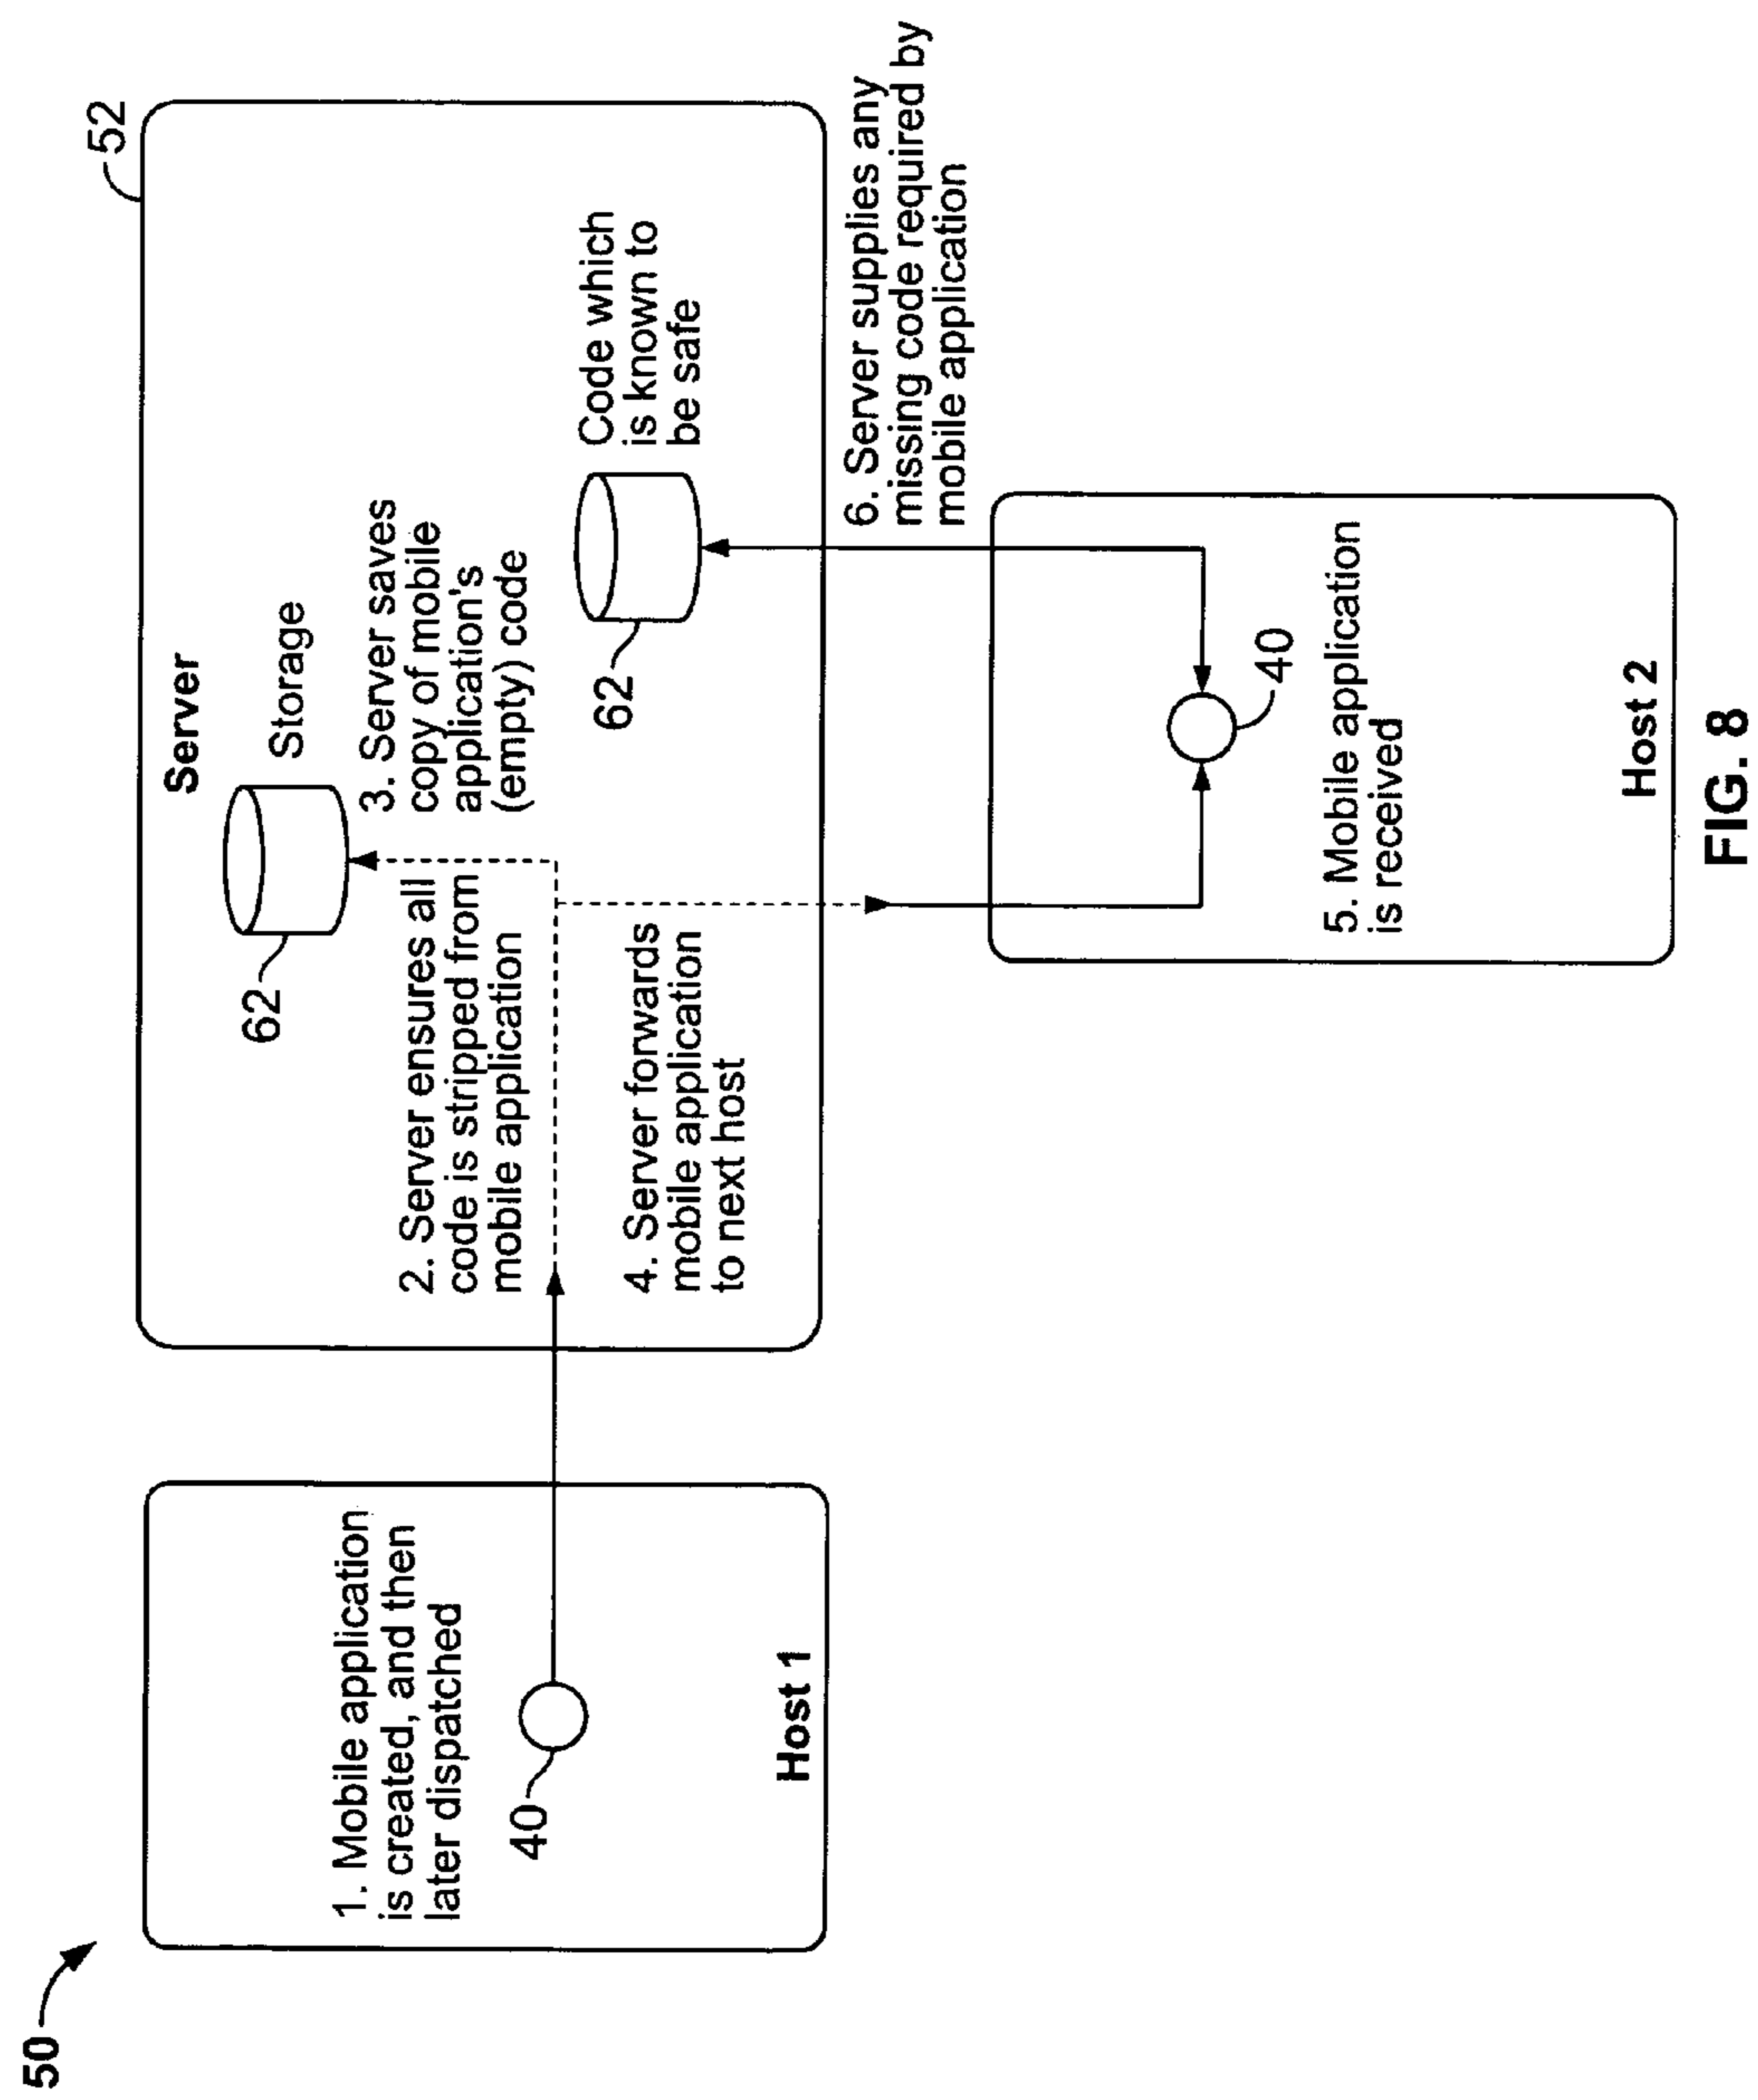 50
52
Server
Storage
62
1. Mobile application
is created, and then
later dispatched
40
Host 1
2. Server ensures all
code is stripped from
mobile application
3. Server saves
copy of mobile
application's
(empty) code
Code which
is known to
be safe
62
4. Server forwards
mobile application
to next host
6. Server supplies any
missing code required by
mobile application
40
5. Mobile application
is received
Host 2
FIG. 8